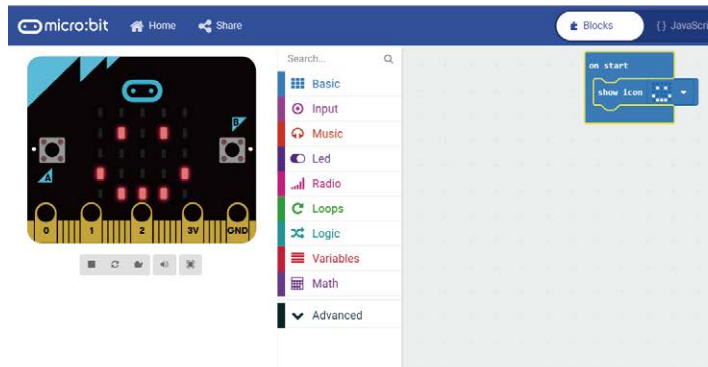 micro:bit Home Share Blocks {} JavaScri
Search...
Basic
Input
Music
Led
Radio
Loops
Logic
Variables
Math
Advanced
A
B
0 1 2 3V GND
on start
show icon